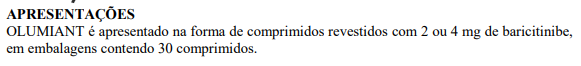 APRESENTAÇÕES
OLUMIANT é apresentado na forma de comprimidos revestidos com 2 ou 4 mg de baricitinibe,
em embalagens contendo 30 comprimidos.